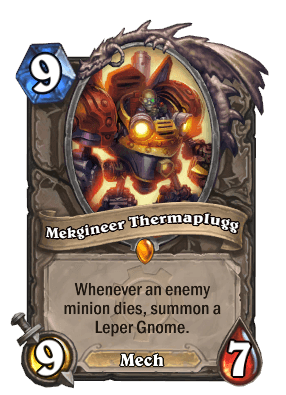 9
Mekgineer Thermaplugg
Whenever an enemy
minion dies, summon a
Leper Gnome.
Mech
9
7